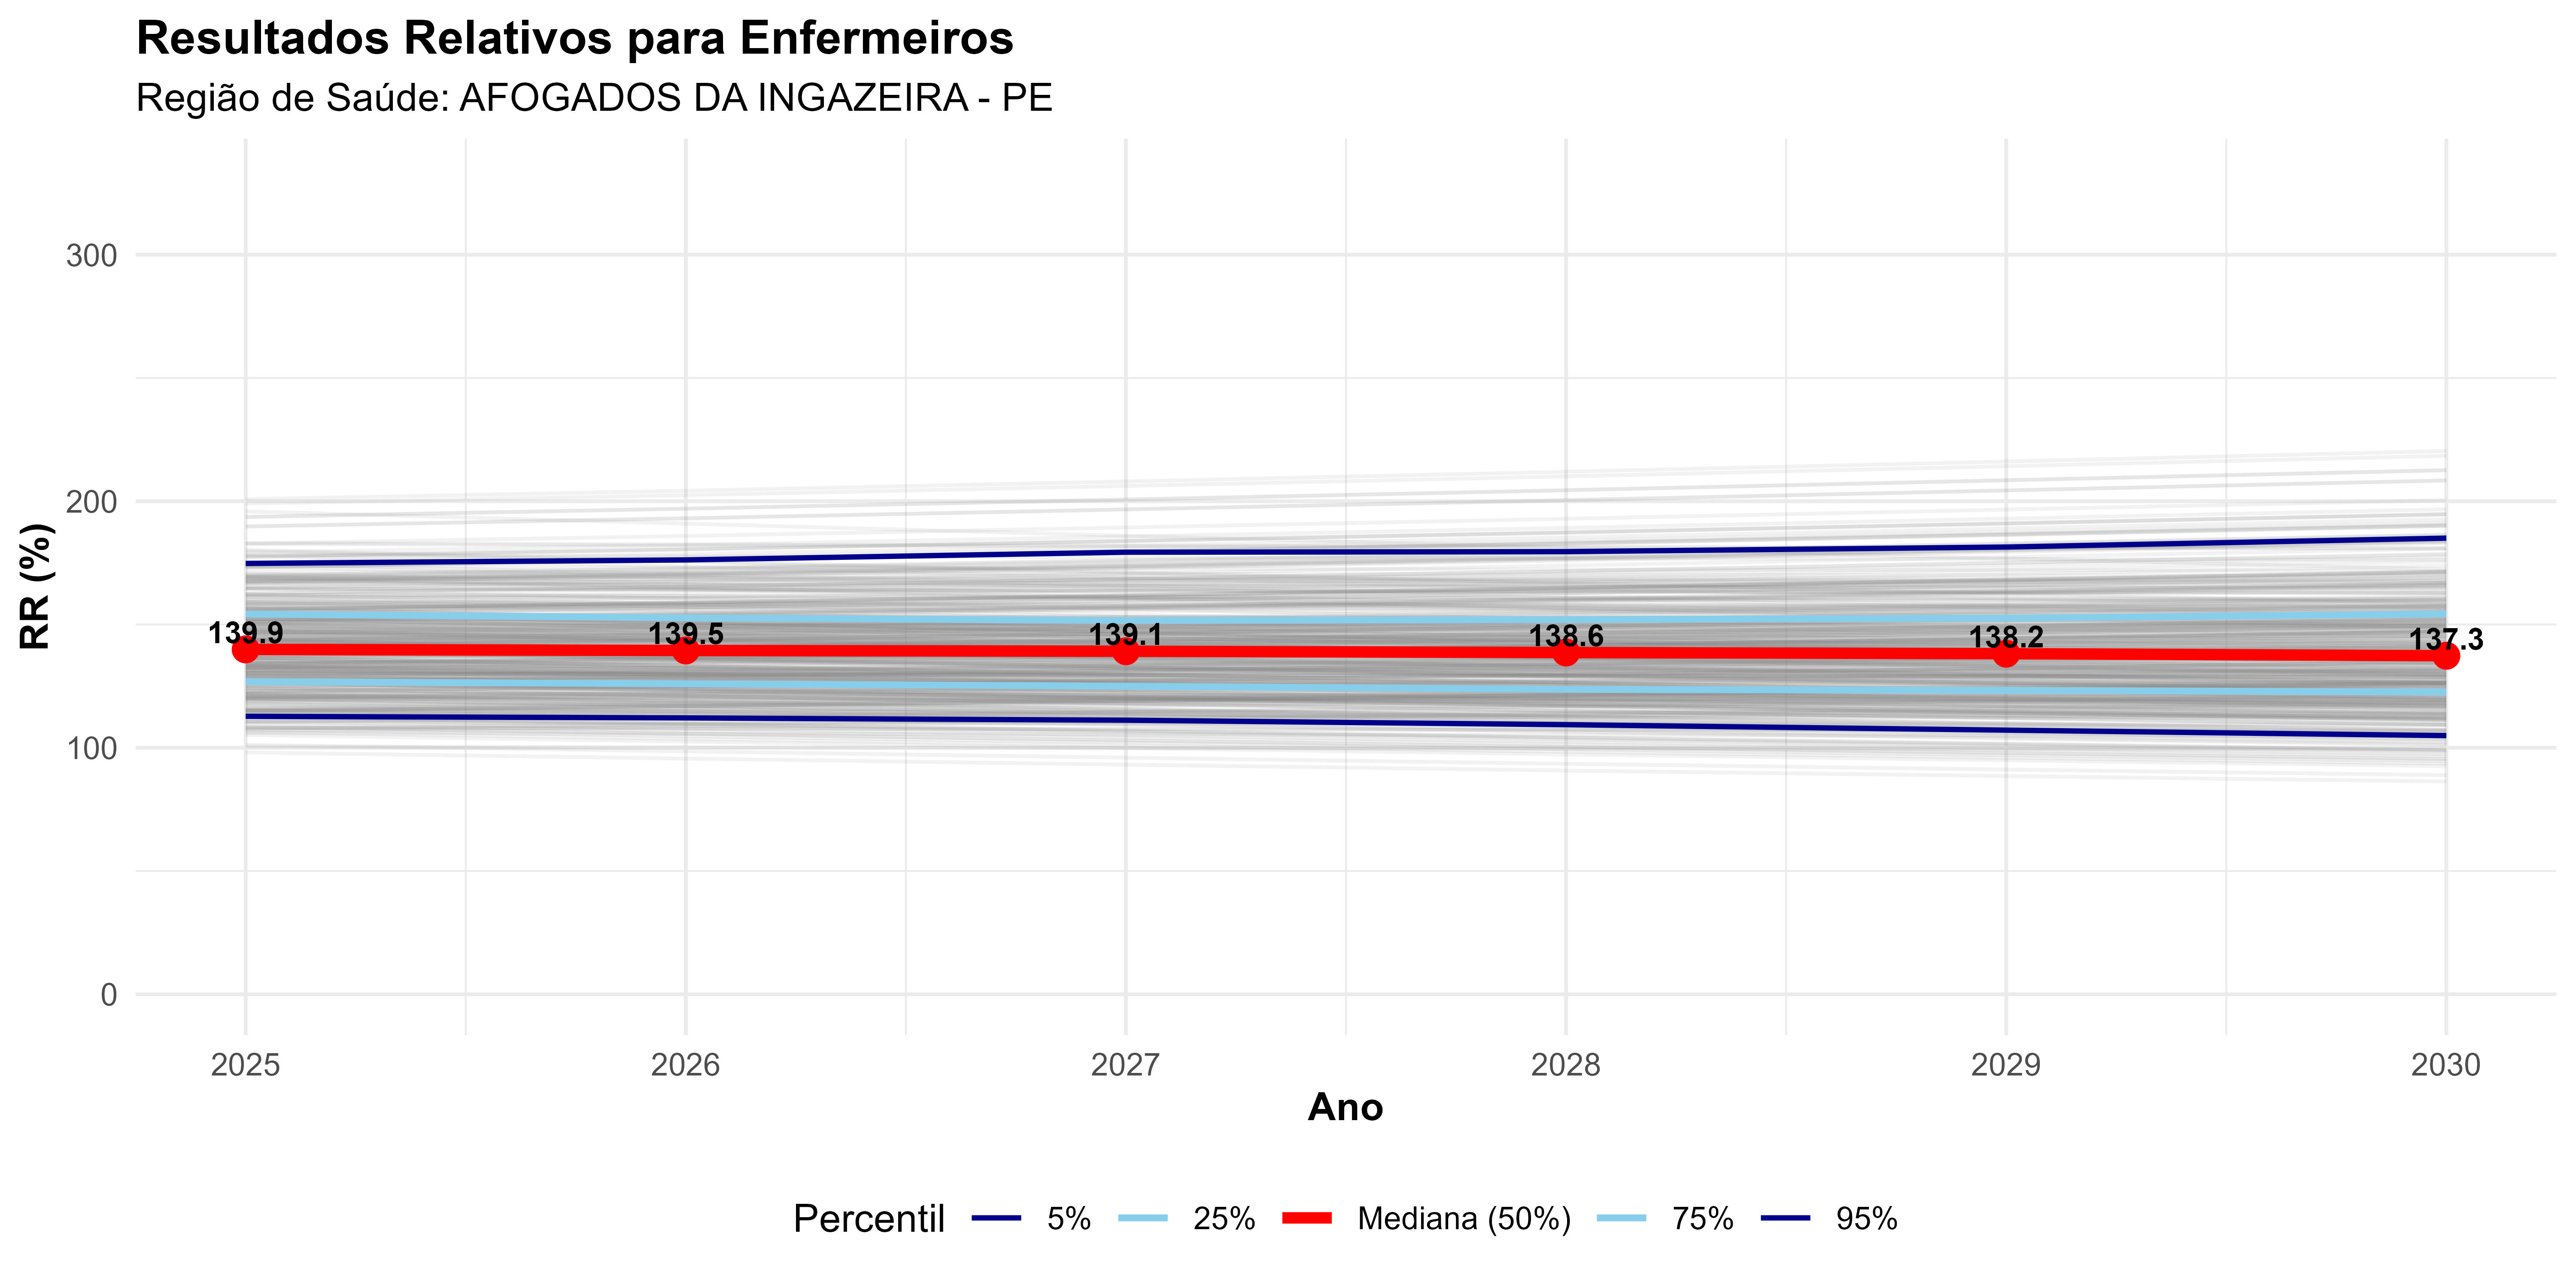 Resultados Relativos para Enfermeiros
Região de Saúde: AFOGADOS DA INGAZEIRA - PE
RR (%)
300
200
100
0
139.9 139.5 139.1 138.6 138.2 137.3
2025 2026 2027 2028 2029 2030
Ano
Percentil 5% 25% Mediana (50%) 75% 95%